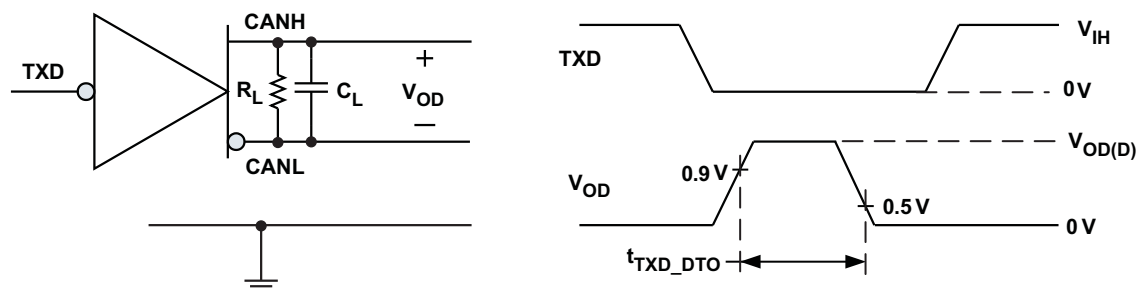 CANH
TXD
R_L
C_L
+
V_OD
—
CANL
TXD
V_IH
0 V
V_OD
0.9 V
V_OD(D)
0.5 V
0 V
t_TXD_DTO